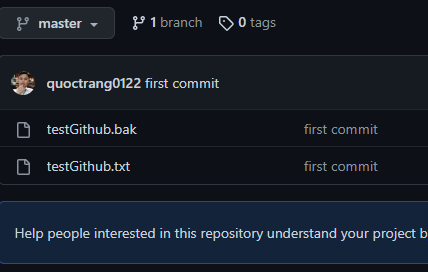 master 1 branch 0 tags
quoctrang0122 first commit
testGithub.bak first commit
testGithub.txt first commit
Help people interested in this repository understand your project b